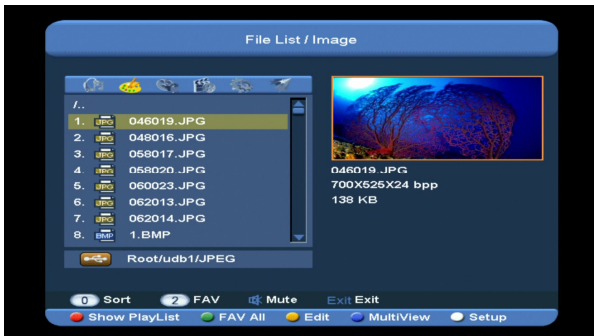 File List / Image
/..
1. JPG 046019.JPG
2. JPG 048016.JPG
3. JPG 058017.JPG
4. JPG 058020.JPG
5. JPG 060023.JPG
6. JPG 062013.JPG
7. JPG 062014.JPG
8. BMP 1.BMP
046019.JPG
700X525X24 bpp
138 KB
Root/udb1/JPEG
0 Sort 2 FAV Mute Exit Exit
Show PlayList FAV All Edit MultiView Setup